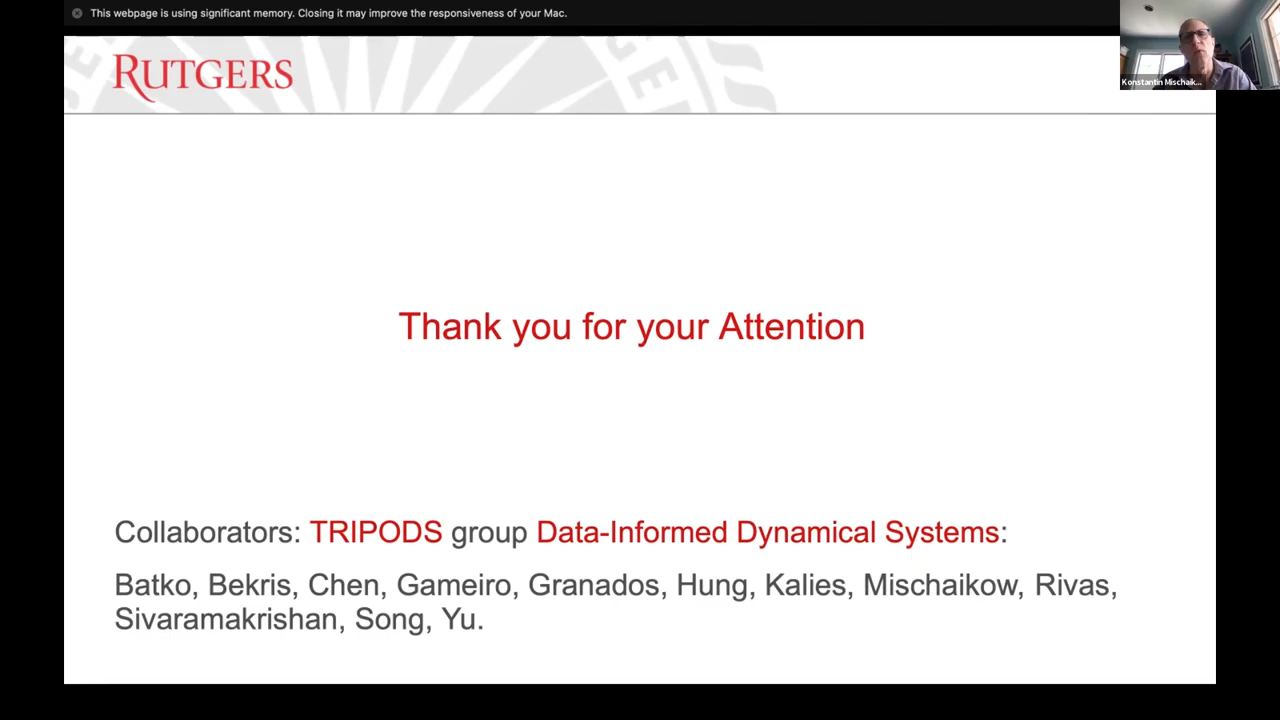 This webpage is using significant memory. Closing it may improve the responsiveness of your Mac.
RUTGERS
Konstantin Mischaik...
Thank you for your Attention
Collaborators: TRIPODS group Data-Informed Dynamical Systems:
Batko, Bekris, Chen, Gameiro, Granados, Hung, Kalies, Mischaikow, Rivas,
Sivaramakrishan, Song, Yu.